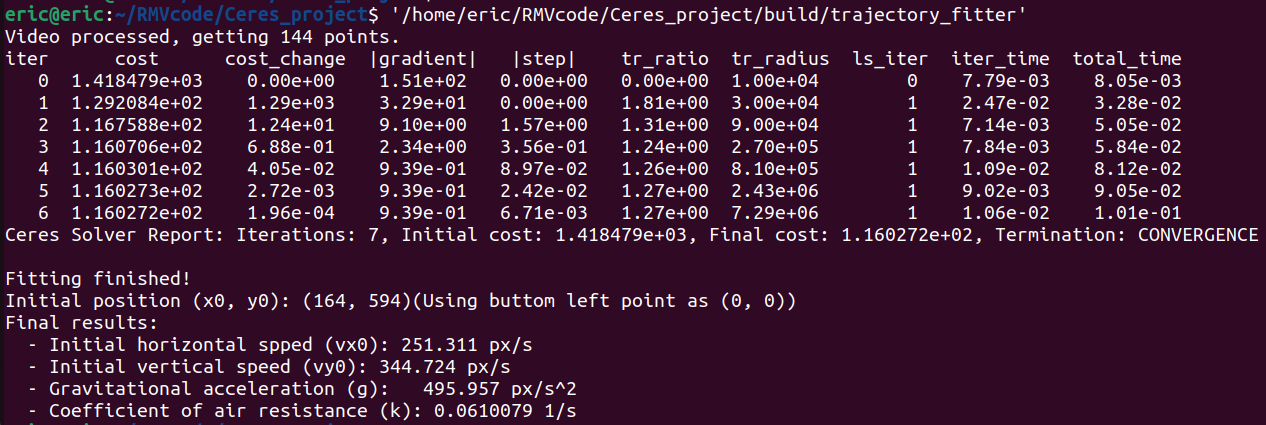 eric@eric:~/RMVcode/Ceres_project$ '/home/eric/RMVcode/Ceres_project/build/trajectory_fitter'
Video processed, getting 144 points.
iter      cost      cost_change  |gradient|   |step|    tr_ratio  tr_radius  ls_iter  iter_time  total_time
   0  1.418479e+03    0.00e+00    1.51e+02   0.00e+00   0.00e+00  1.00e+04        0    7.79e-03    8.05e-03
   1  1.292084e+02    1.29e+03    3.29e+01   0.00e+00   1.81e+00  3.00e+04        1    2.47e-02    3.28e-02
   2  1.167588e+02    1.24e+01    9.10e+00   1.57e+00   1.31e+00  9.00e+04        1    7.14e-03    5.05e-02
   3  1.160706e+02    6.88e-01    2.34e+00   3.56e-01   1.24e+00  2.70e+05        1    7.84e-03    5.84e-02
   4  1.160301e+02    4.05e-02    9.39e-01   8.97e-02   1.26e+00  8.10e+05        1    1.09e-02    8.12e-02
   5  1.160273e+02    2.72e-03    9.39e-01   2.42e-02   1.27e+00  2.43e+06        1    9.02e-03    9.05e-02
   6  1.160272e+02    1.96e-04    9.39e-01   6.71e-03   1.27e+00  7.29e+06        1    1.06e-02    1.01e-01
Ceres Solver Report: Iterations: 7, Initial cost: 1.418479e+03, Final cost: 1.160272e+02, Termination: CONVERGENCE
Fitting finished!
Initial position (x0, y0): (164, 594)(Using buttom left point as (0, 0))
Final results:
  - Initial horizontal spped (vx0): 251.311 px/s
  - Initial vertical speed (vy0): 344.724 px/s
  - Gravitational acceleration (g):   495.957 px/s^2
  - Coefficient of air resistance (k): 0.0610079 1/s